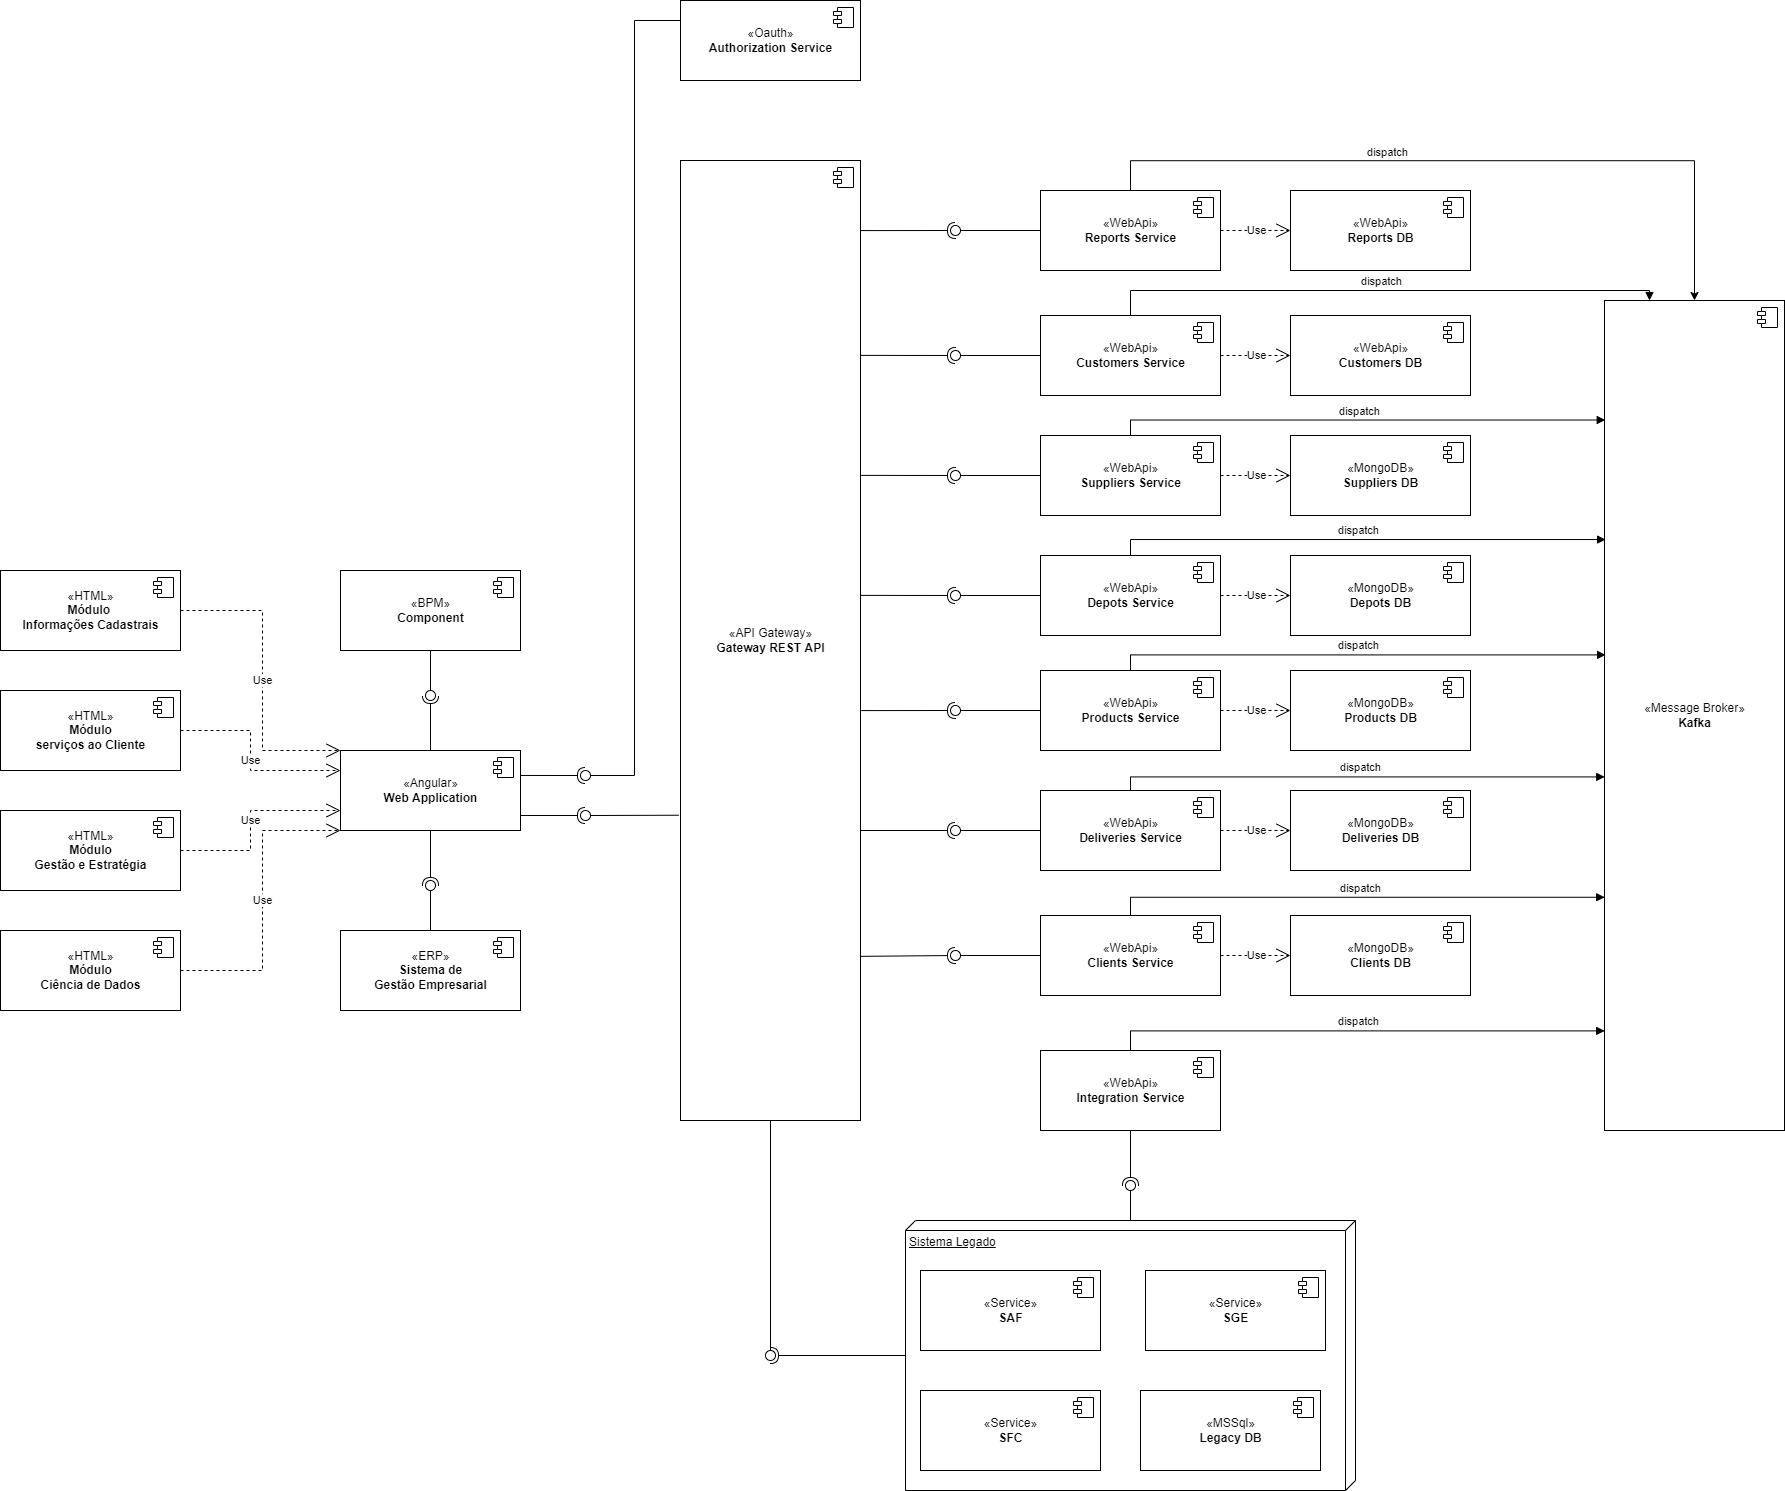 «Oauth»
Authorization Service
dispatch
«WebApi»
Reports Service
Use
«WebApi»
Reports DB
dispatch
«WebApi»
Customers Service
Use
«WebApi»
Customers DB
dispatch
«WebApi»
Suppliers Service
Use
«MongoDB»
Suppliers DB
dispatch
«WebApi»
Depots Service
Use
«MongoDB»
Depots DB
dispatch
«WebApi»
Products Service
Use
«MongoDB»
Products DB
dispatch
«WebApi»
Deliveries Service
Use
«MongoDB»
Deliveries DB
dispatch
«WebApi»
Clients Service
Use
«MongoDB»
Clients DB
dispatch
«WebApi»
Integration Service
«Message Broker»
Kafka
«API Gateway»
Gateway REST API
«HTML»
Módulo
Informações Cadastrais
Use
«HTML»
Módulo
serviços ao Cliente
Use
«HTML»
Módulo
Gestão e Estratégia
Use
«HTML»
Módulo
Ciência de Dados
Use
«BPM»
Component
«Angular»
Web Application
«ERP»
Sistema de
Gestão Empresarial
Sistema Legado
«Service»
SAF
«Service»
SGE
«Service»
SFC
«MSSql»
Legacy DB